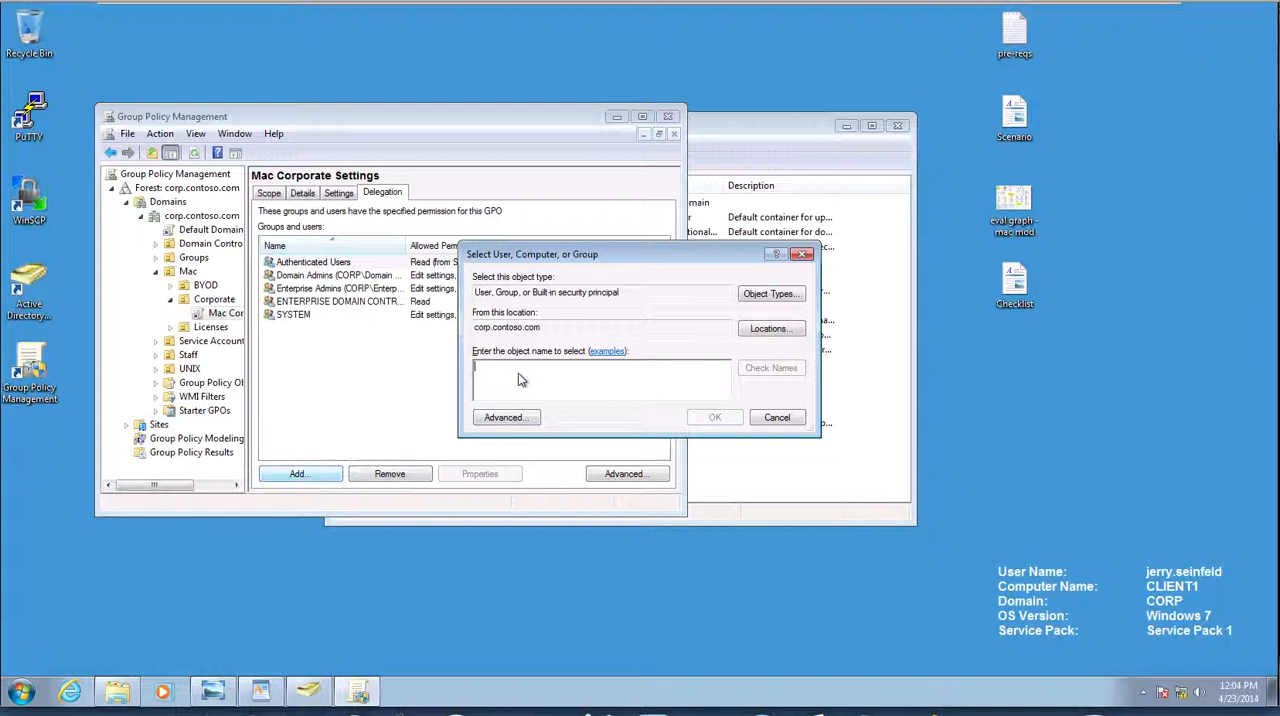 Recycle Bin
PuTTY
WinSCP
Active
Directory...
Group Policy
Management
pre-reqs
Scenario
eval graph -
mac mod
Checklist
Group Policy Management
File Action View Window Help
Group Policy Management
Forest: corp.contoso.com
Domains
corp.contoso.com
Default Domain
Domain Contro
Groups
Mac
BYOD
Corporate
Mac Cor
Licenses
Service Account
Staff
UNIX
Group Policy Ob
WMI Filters
Starter GPOs
Sites
Group Policy Modeling
Group Policy Results
Mac Corporate Settings
Scope Details Settings Delegation
These groups and users have the specified permission for this GPO
Groups and users:
Name Allowed Perm
Authenticated Users Read (from S
Domain Admins (CORP\Domain ... Edit settings,
Enterprise Admins (CORP\Enterp... Edit settings,
ENTERPRISE DOMAIN CONTR... Read
SYSTEM Edit settings,
Add... Remove Properties Advanced...
Select User, Computer, or Group
Select this object type:
User, Group, or Built-in security principal
Object Types...
From this location:
corp.contoso.com
Locations...
Enter the object name to select (examples):
Check Names
Advanced... OK Cancel
Description
main
Default container for up...
tional... Default container for do...
User Name: jerry.seinfeld
Computer Name: CLIENT1
Domain: CORP
OS Version: Windows 7
Service Pack: Service Pack 1
12:04 PM
4/23/2014